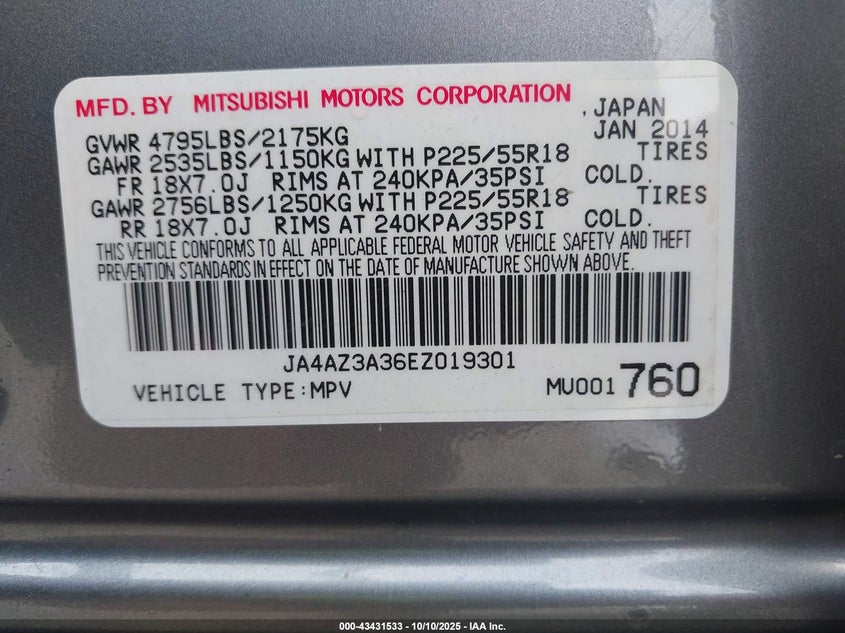 MFD. BY MITSUBISHI MOTORS CORPORATION , JAPAN
GVWR 4795LBS/2175KG JAN 2014
GAWR 2535LBS/1150KG WITH P225/55R18 TIRES
FR 18X7.0J RIMS AT 240KPA/35PSI COLD.
GAWR 2756LBS/1250KG WITH P225/55R18 TIRES
RR 18X7.0J RIMS AT 240KPA/35PSI COLD.
THIS VEHICLE CONFORMS TO ALL APPLICABLE FEDERAL MOTOR VEHICLE SAFETY AND THEFT
PREVENTION STANDARDS IN EFFECT ON THE DATE OF MANUFACTURE SHOWN ABOVE.
JA4AZ3A36EZ019301
VEHICLE TYPE:MPV MU001 760
000-43431533 - 10/10/2025 - IAA Inc.